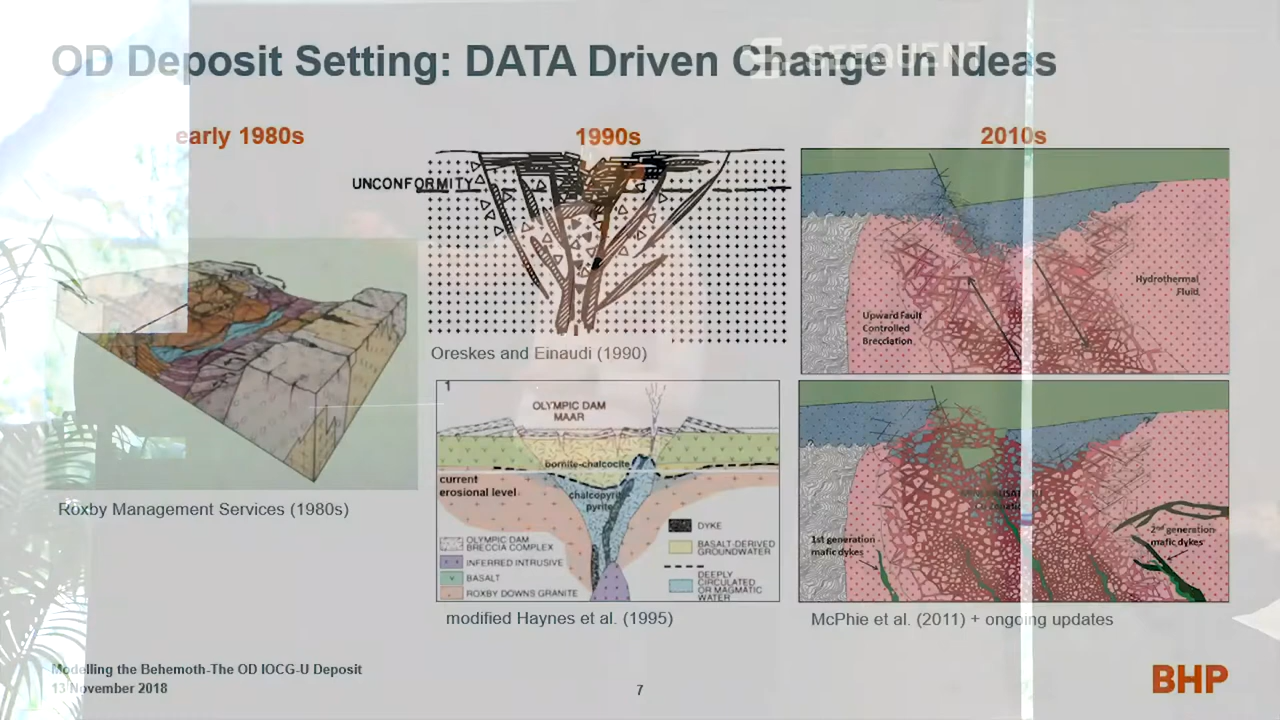 OD Deposit Setting: DATA Driven Change in Ideas
SEEQUENT
early 1980s
1990s
2010s
UNCONFORMITY
Oreskes and Einaudi (1990)
Roxby Management Services (1980s)
1
OLYMPIC DAM
MAAR
bornite-chalcocite
current
erosional level
chalcopyrite
pyrite
OLYMPIC DAM
BRECCIA COMPLEX
INFERRED INTRUSIVE
BASALT
ROXBY DOWNS GRANITE
DYKE
BASALT-DERIVED
GROUNDWATER
DEEPLY
CIRCULATED
OR MAGMATIC
WATER
modified Haynes et al. (1995)
Hydrothermal
Fluid
Upward Fault
Controlled
Brecciation
1st generation
mafic dykes
2nd generation
mafic dykes
McPhie et al. (2011) + ongoing updates
Modelling the Behemoth-The OD IOCG-U Deposit
13 November 2018
7
BHP